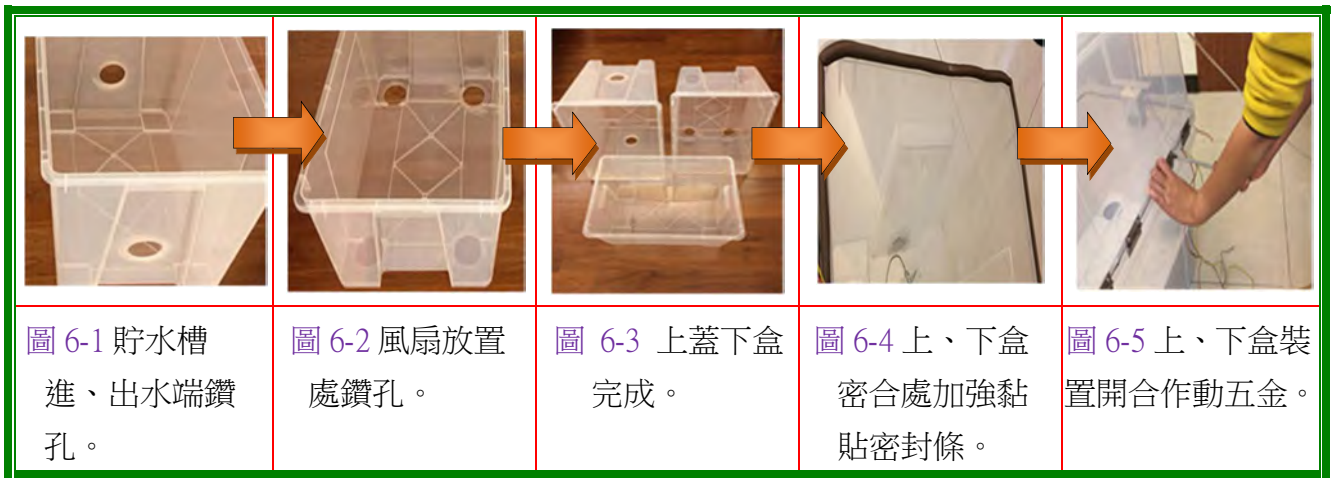 圖 6-1 貯水槽
進、出水端鑽
孔。
圖 6-2 風扇放置
處鑽孔。
圖 6-3 上蓋下盒
完成。
圖 6-4 上、下盒
密合處加強黏
貼密封條。
圖 6-5 上、下盒裝
置開合作動五金。